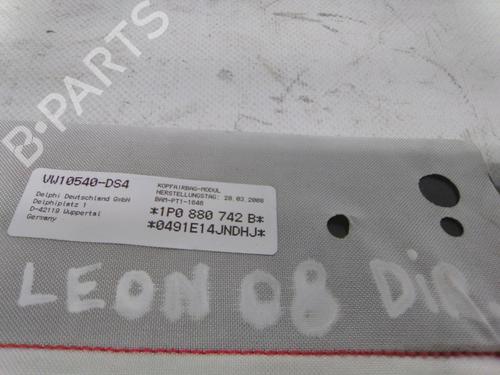 B-PARTS
VW10540-DS4
Delphi Deutschland GmbH
Delphiplatz 1
D-42119 Wuppertal
Germany
KOPFAIRBAG-MODUL
HERSTELLUNGSTAG: 28.03.2008
BAM-PT1-1646
*1P0 880 742 B*
*0491E14JNDHJ*
LEON 08 DIR